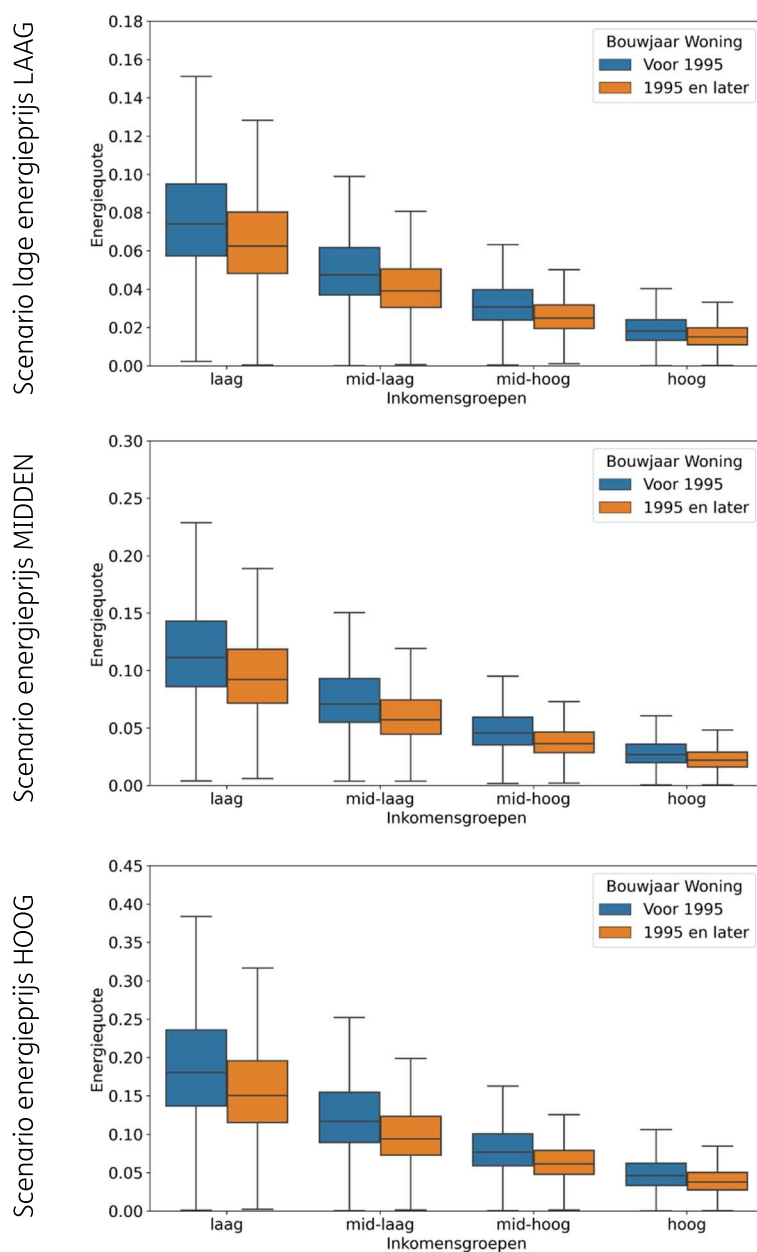 Scenario lage energieprijs LAAG
0.18
0.16
0.14
0.12
0.10
0.08
0.06
0.04
0.02
0.00
Energiequote
Bouwjaar Woning
Voor 1995
1995 en later
laag mid-laag mid-hoog hoog
Inkomensgroepen
Scenario energieprijs MIDDEN
0.30
0.25
0.20
0.15
0.10
0.05
0.00
Energiequote
Bouwjaar Woning
Voor 1995
1995 en later
laag mid-laag mid-hoog hoog
Inkomensgroepen
Scenario energieprijs HOOG
0.45
0.40
0.35
0.30
0.25
0.20
0.15
0.10
0.05
0.00
Energiequote
Bouwjaar Woning
Voor 1995
1995 en later
laag mid-laag mid-hoog hoog
Inkomensgroepen